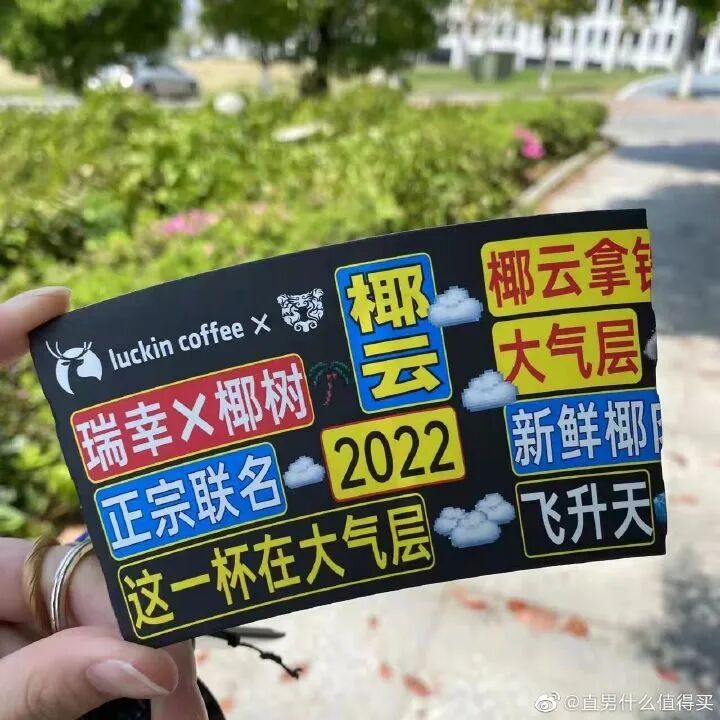 luckin coffee ×
瑞幸×椰树
正宗联名
椰云
2022
这一杯在大气层
椰云拿
大气层
新鲜椰
飞升天
@直男什么值得买